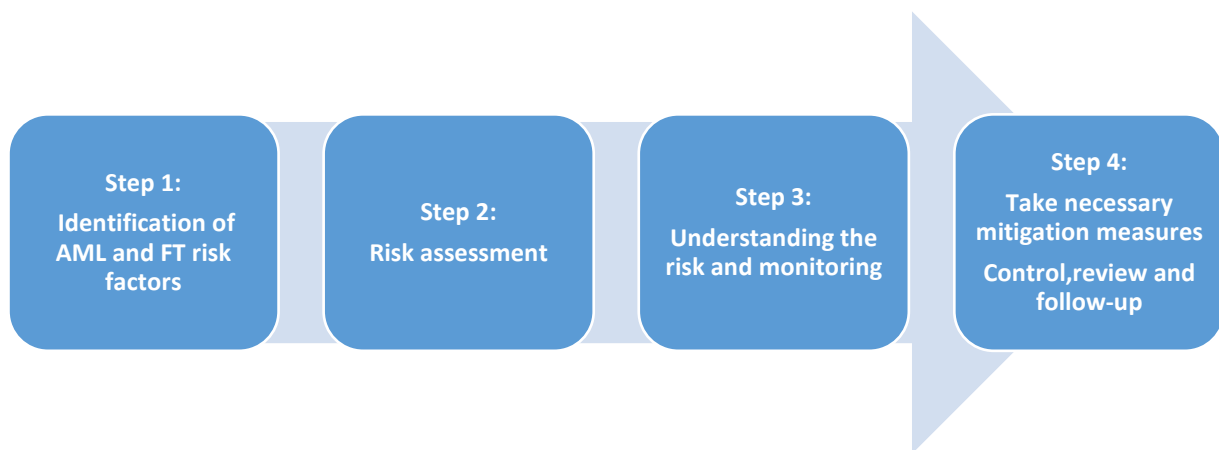 Step 1:
Identification of
AML and FT risk
factors
Step 2:
Risk assessment
Step 3:
Understanding the
risk and monitoring
Step 4:
Take necessary
mitigation measures
Control,review and
follow-up